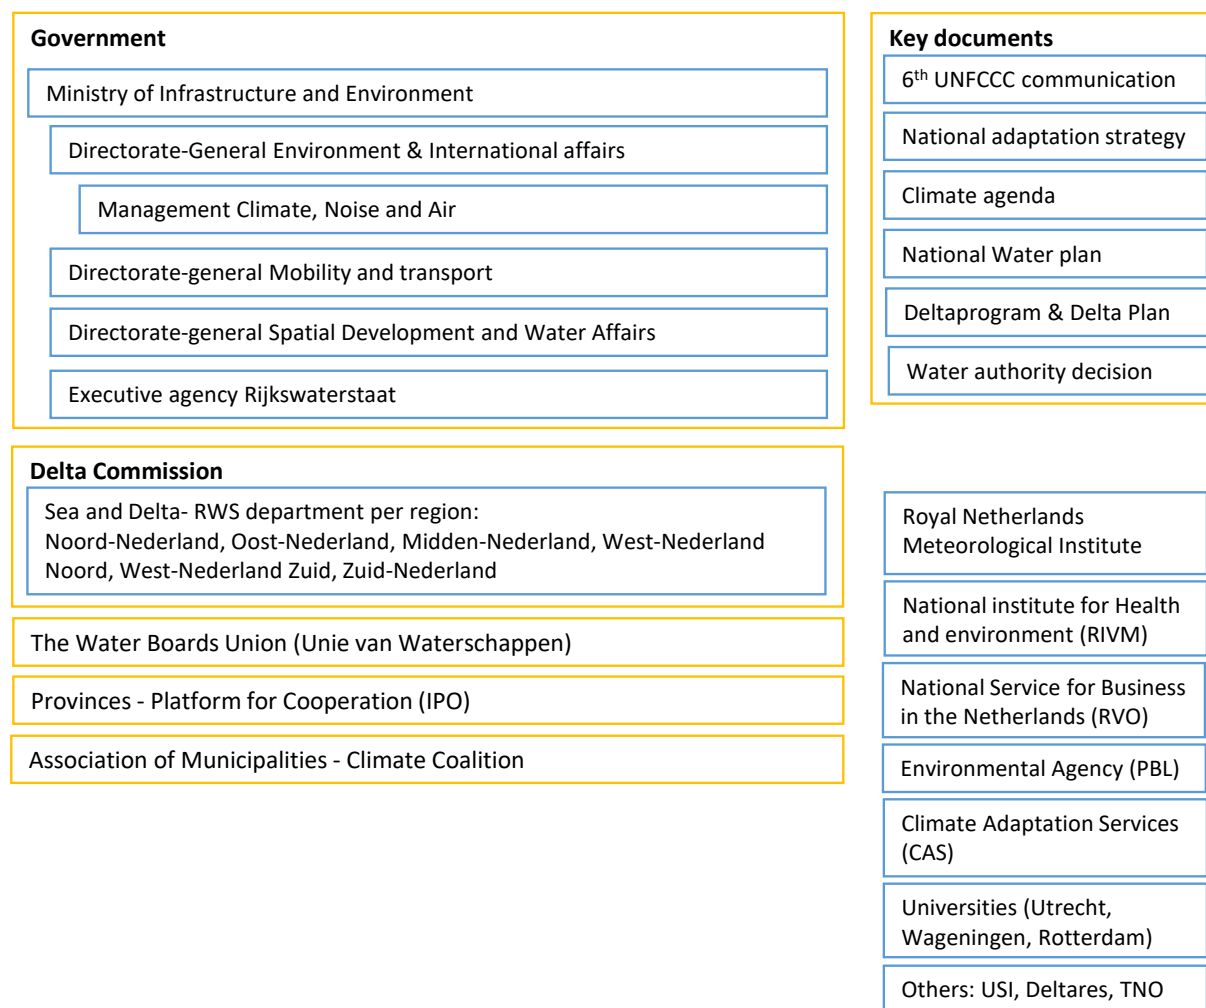 Government
Ministry of Infrastructure and Environment
Directorate-General Environment & International affairs
Management Climate, Noise and Air
Directorate-general Mobility and transport
Directorate-general Spatial Development and Water Affairs
Executive agency Rijkswaterstaat
Delta Commission
Sea and Delta- RWS department per region:
Noord-Nederland, Oost-Nederland, Midden-Nederland, West-Nederland
Noord, West-Nederland Zuid, Zuid-Nederland
The Water Boards Union (Unie van Waterschappen)
Provinces - Platform for Cooperation (IPO)
Association of Municipalities - Climate Coalition
Key documents
6th UNFCCC communication
National adaptation strategy
Climate agenda
National Water plan
Deltaprogram & Delta Plan
Water authority decision
Royal Netherlands
Meteorological Institute
National institute for Health
and environment (RIVM)
National Service for Business
in the Netherlands (RVO)
Environmental Agency (PBL)
Climate Adaptation Services
(CAS)
Universities (Utrecht,
Wageningen, Rotterdam)
Others: USI, Deltares, TNO